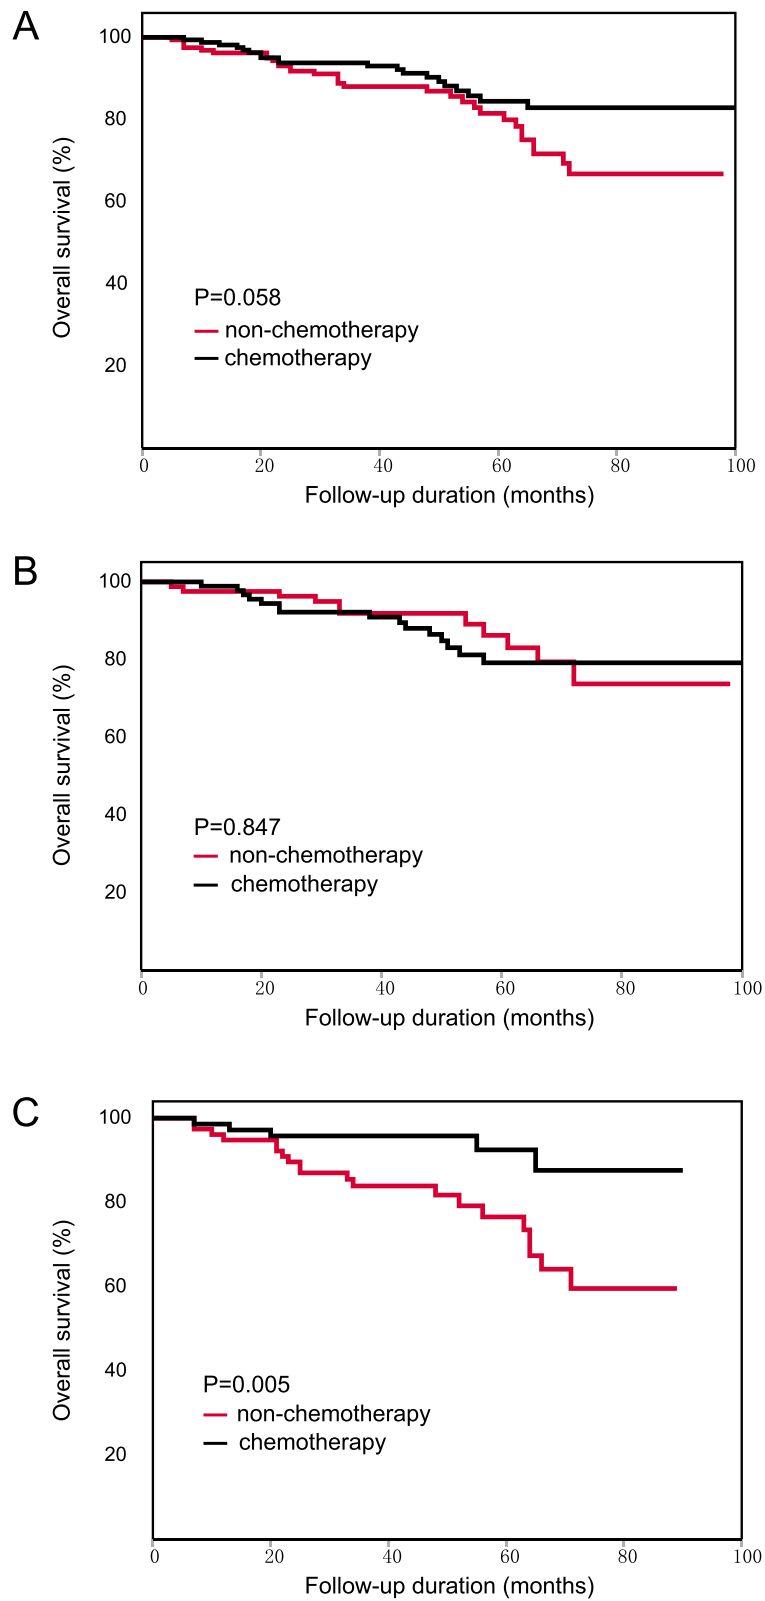 A
100
80
60
40
20
Overall survival (%)
P=0.058
non-chemotherapy
chemotherapy
0 20 40 60 80 100
Follow-up duration (months)
B
100
80
60
40
20
Overall survival (%)
P=0.847
non-chemotherapy
chemotherapy
0 20 40 60 80 100
Follow-up duration (months)
C
100
80
60
40
20
Overall survival (%)
P=0.005
non-chemotherapy
chemotherapy
0 20 40 60 80 100
Follow-up duration (months)